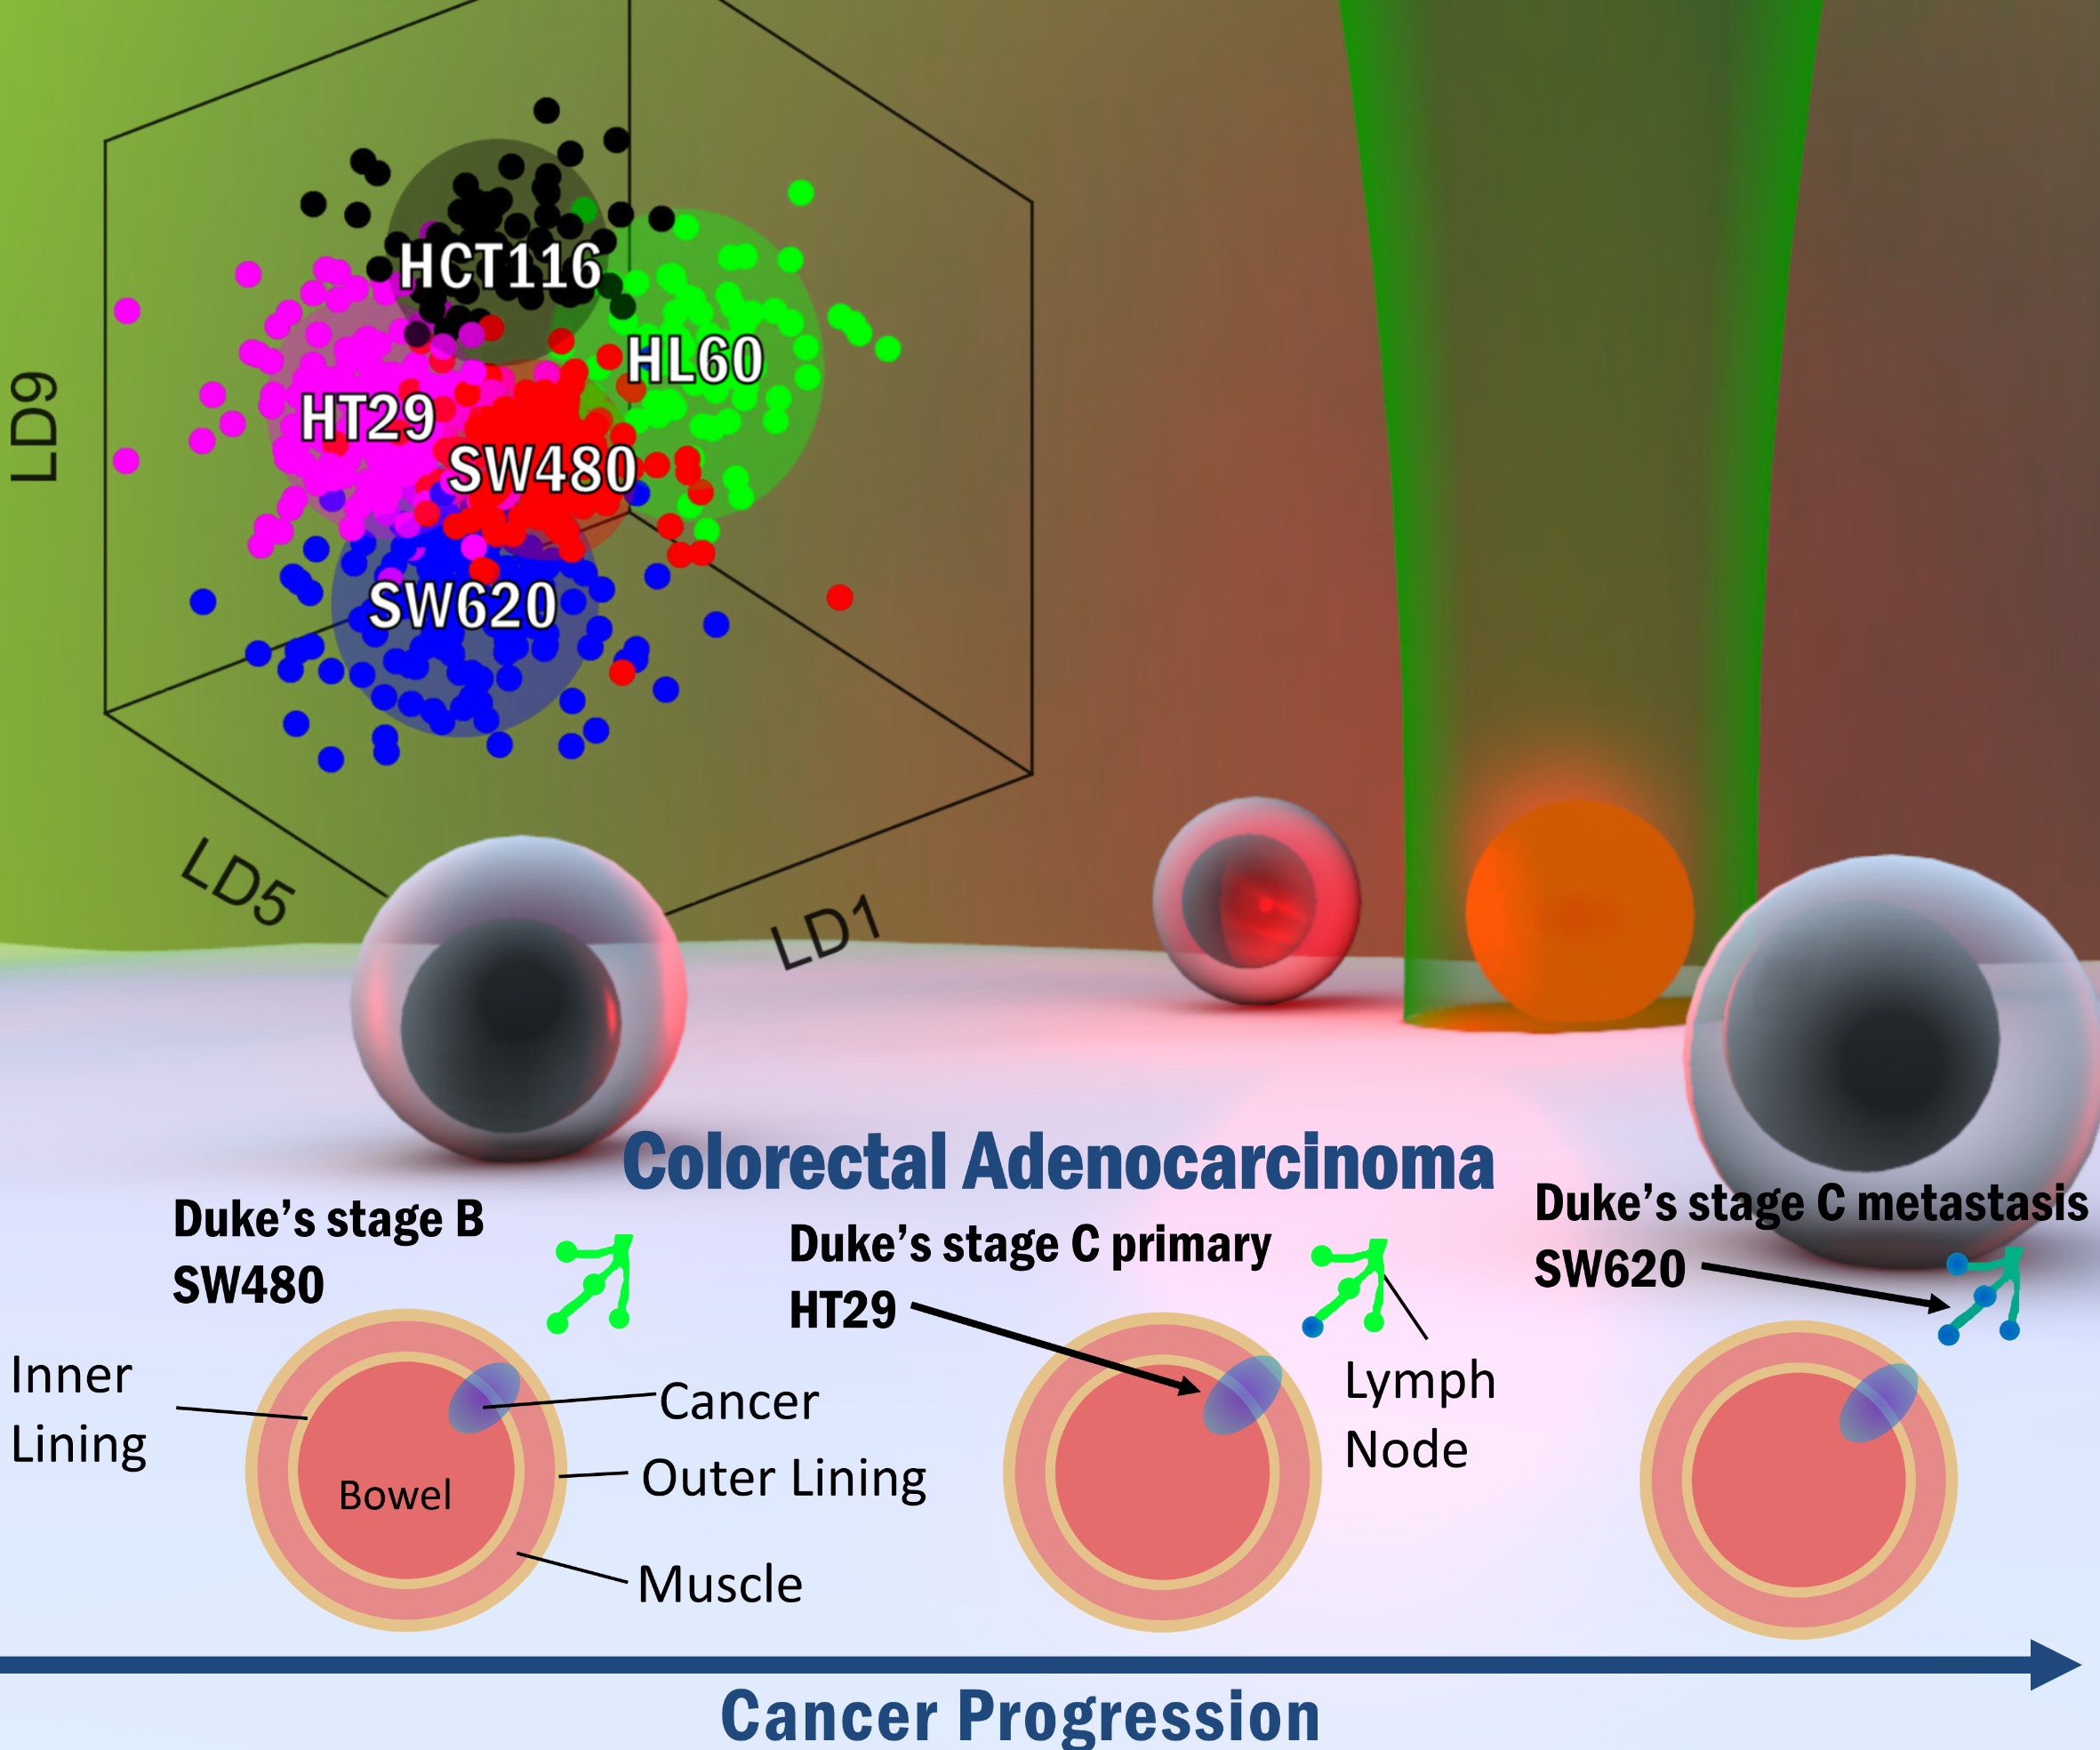 HCT116
HL60
HT29
SW480
SW620
LD9
LD5
LD1
Colorectal Adenocarcinoma
Duke’s stage B
SW480
Duke’s stage C primary
HT29
Duke’s stage C metastasis
SW620
Inner
Lining
Bowel
Cancer
Outer Lining
Muscle
Lymph
Node
Cancer Progression